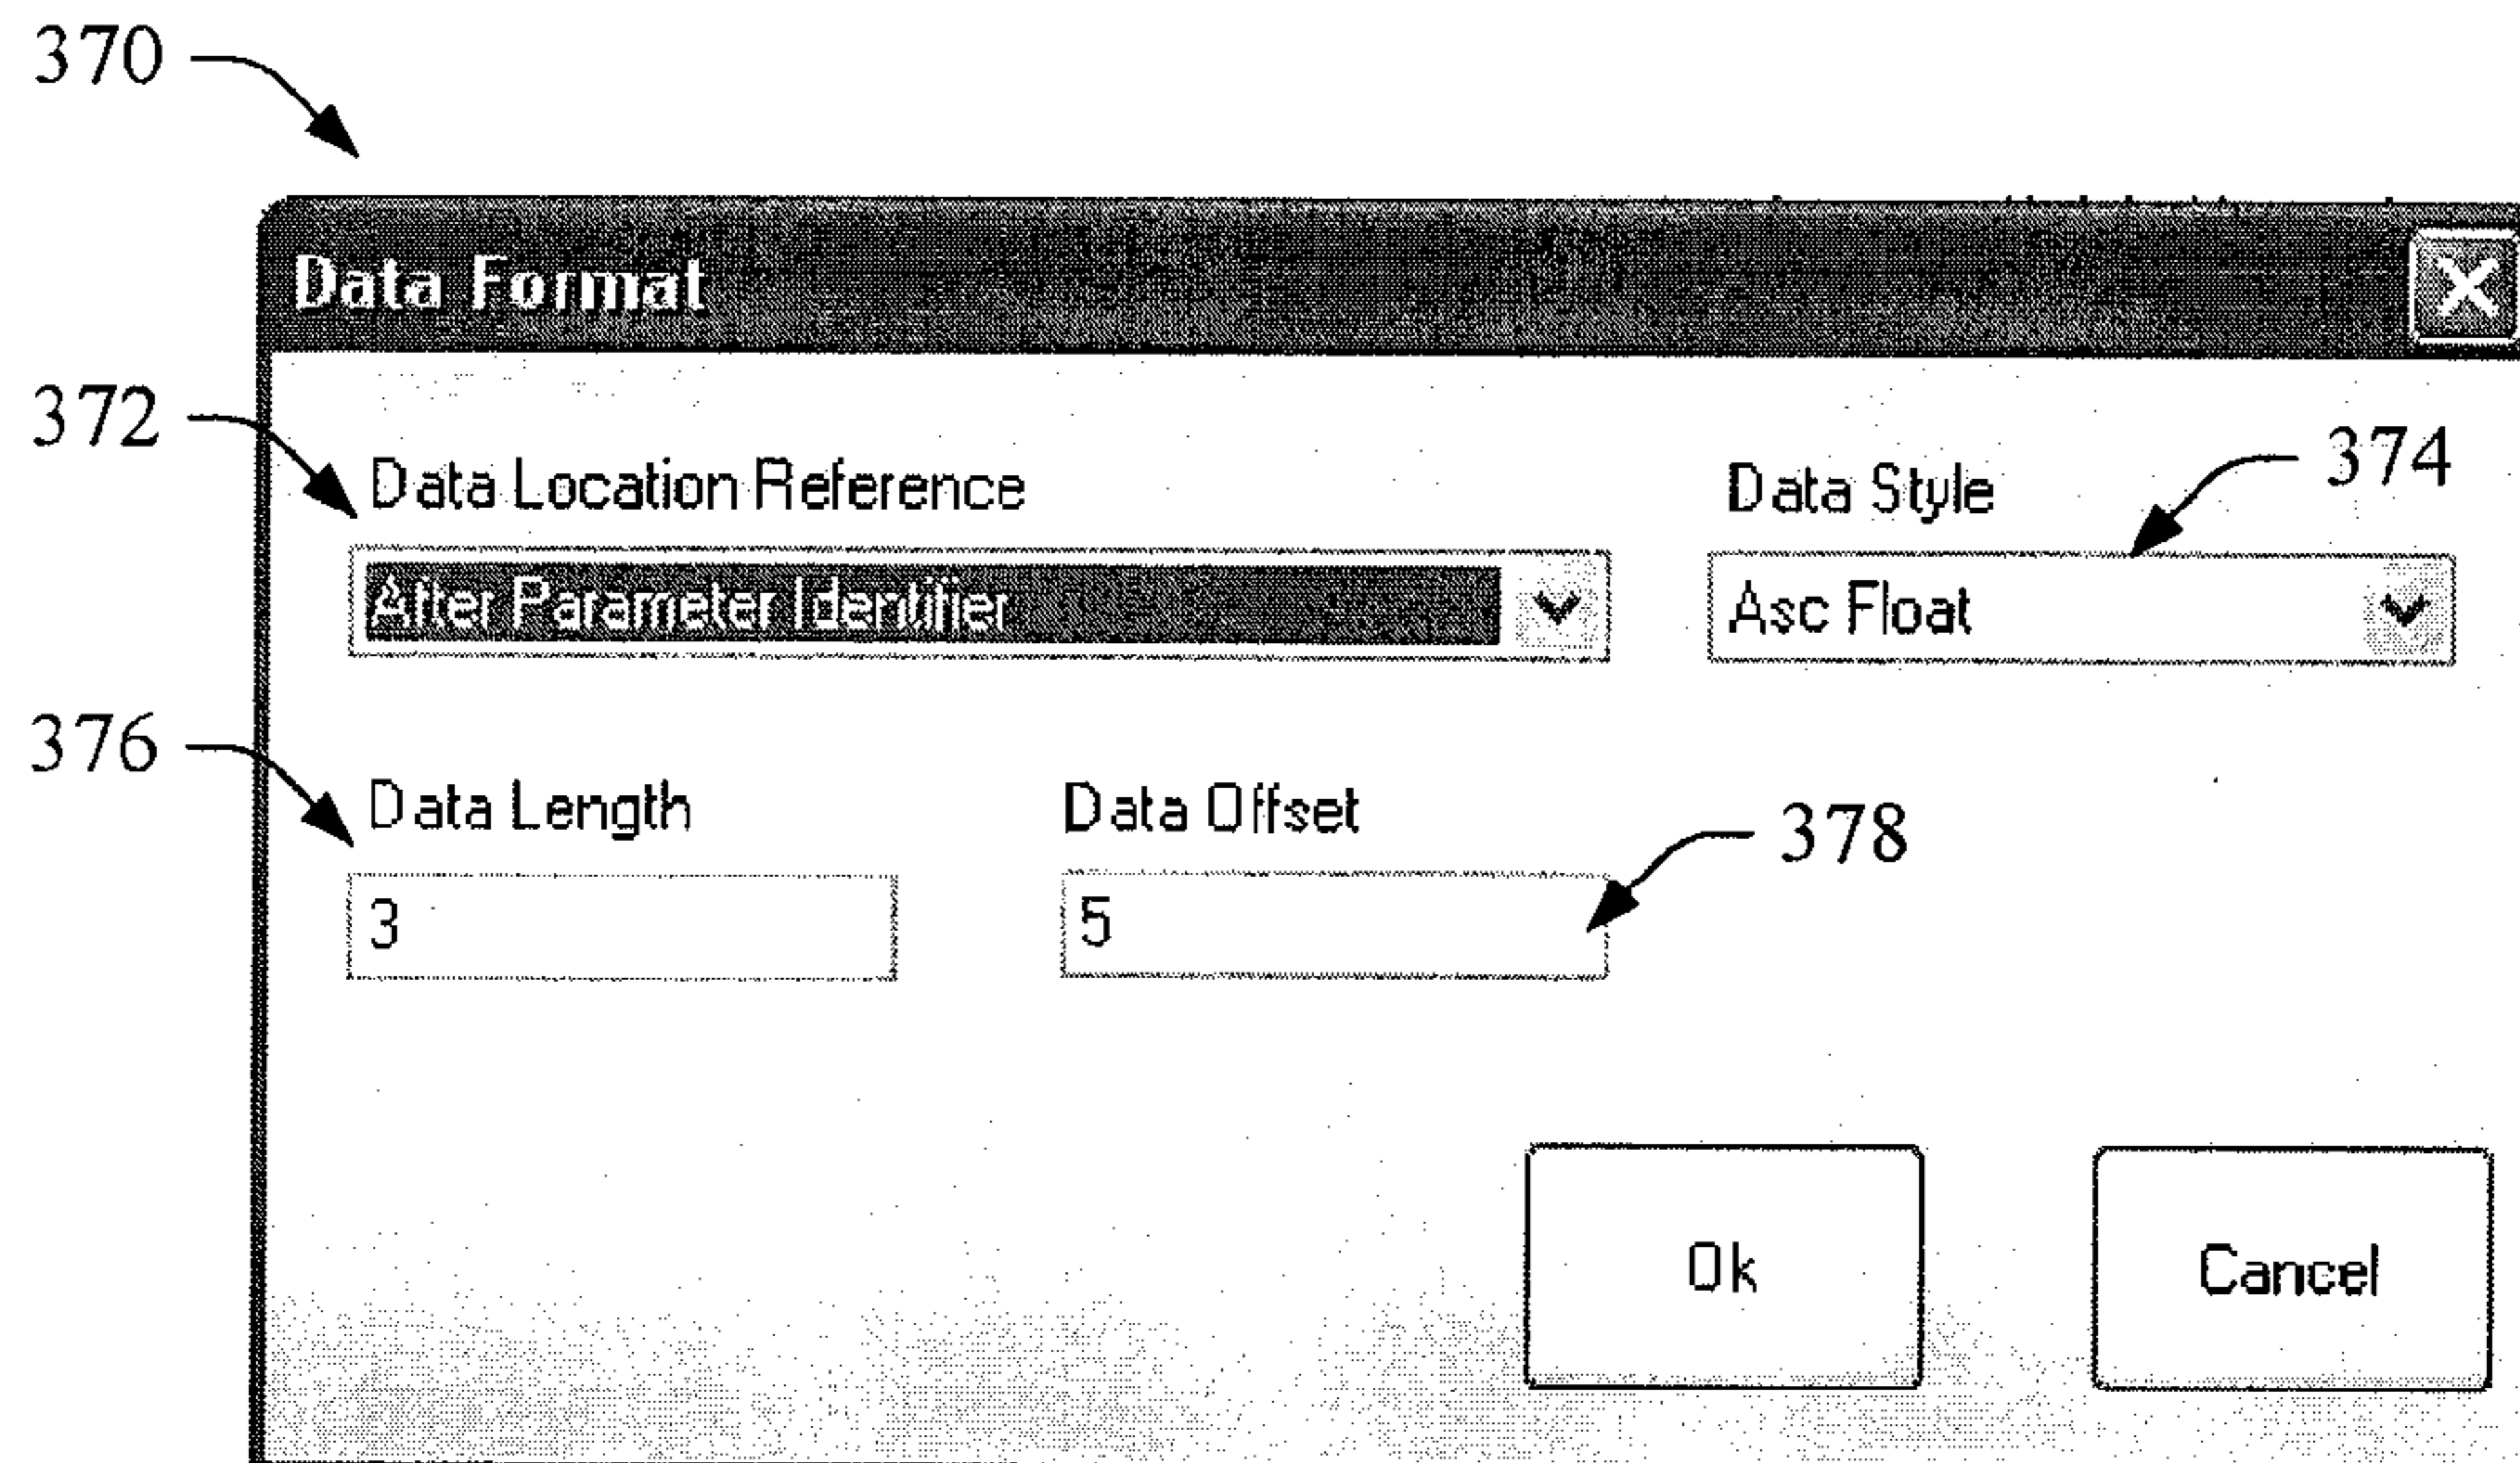 370
Data Format
372
Data Location Reference
Data Style
374
After Parameter Identifier
Asc Float
376
Data Length
Data Offset
378
3
5
Ok
Cancel